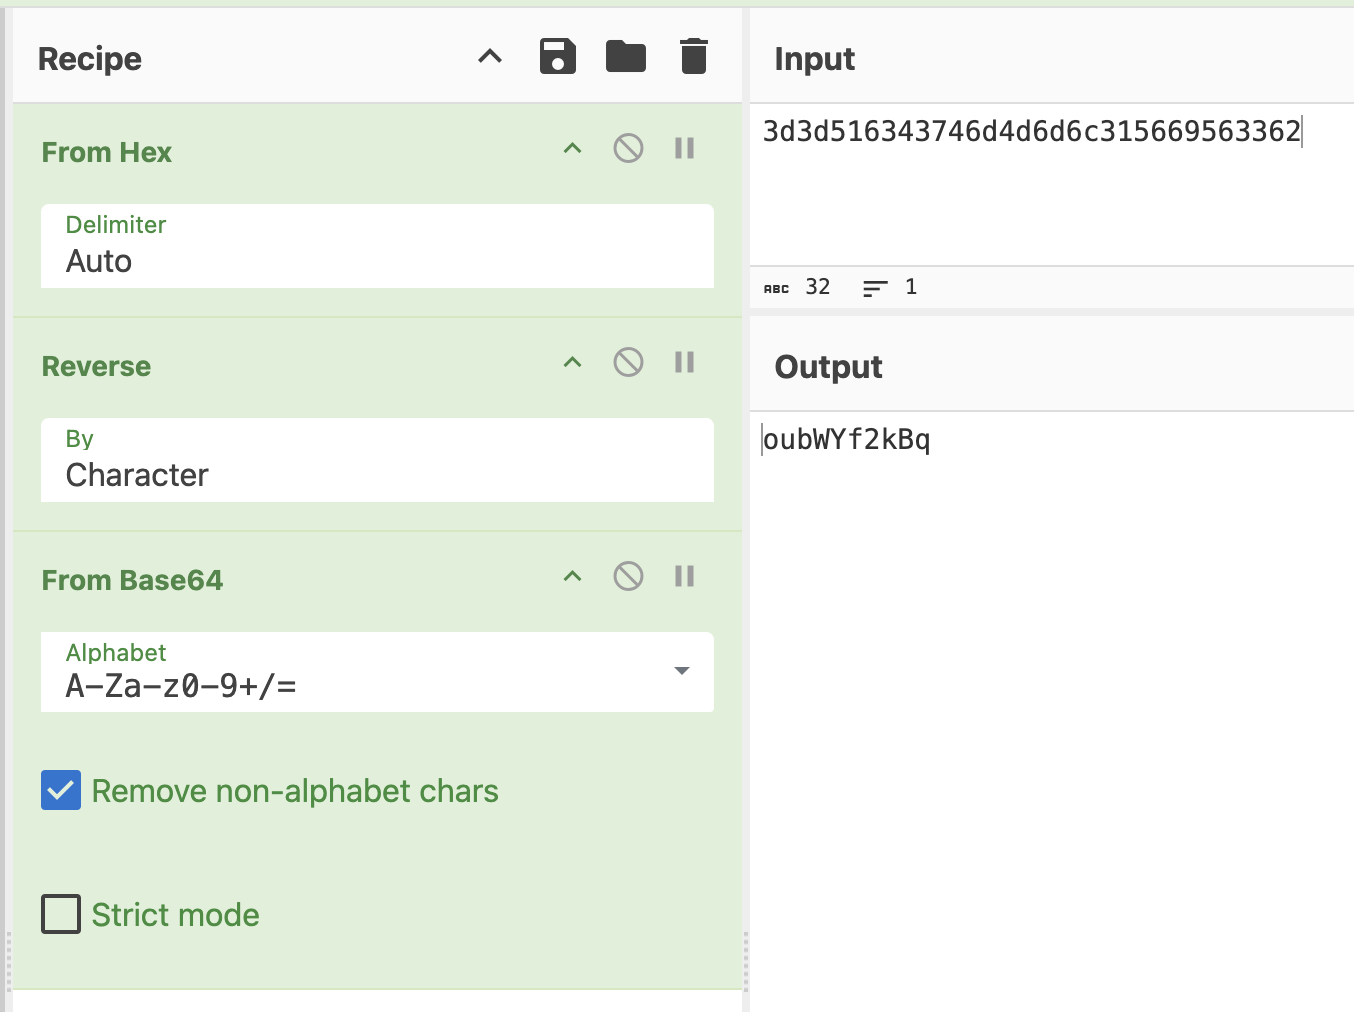 Recipe
From Hex
Delimiter
Auto
Reverse
By
Character
From Base64
Alphabet
A-Za-z0-9+/=
Remove non-alphabet chars
Strict mode
Input
3d3d516343746d4d6d6c315669563362
ABC 32 1
Output
oubWYf2kBq